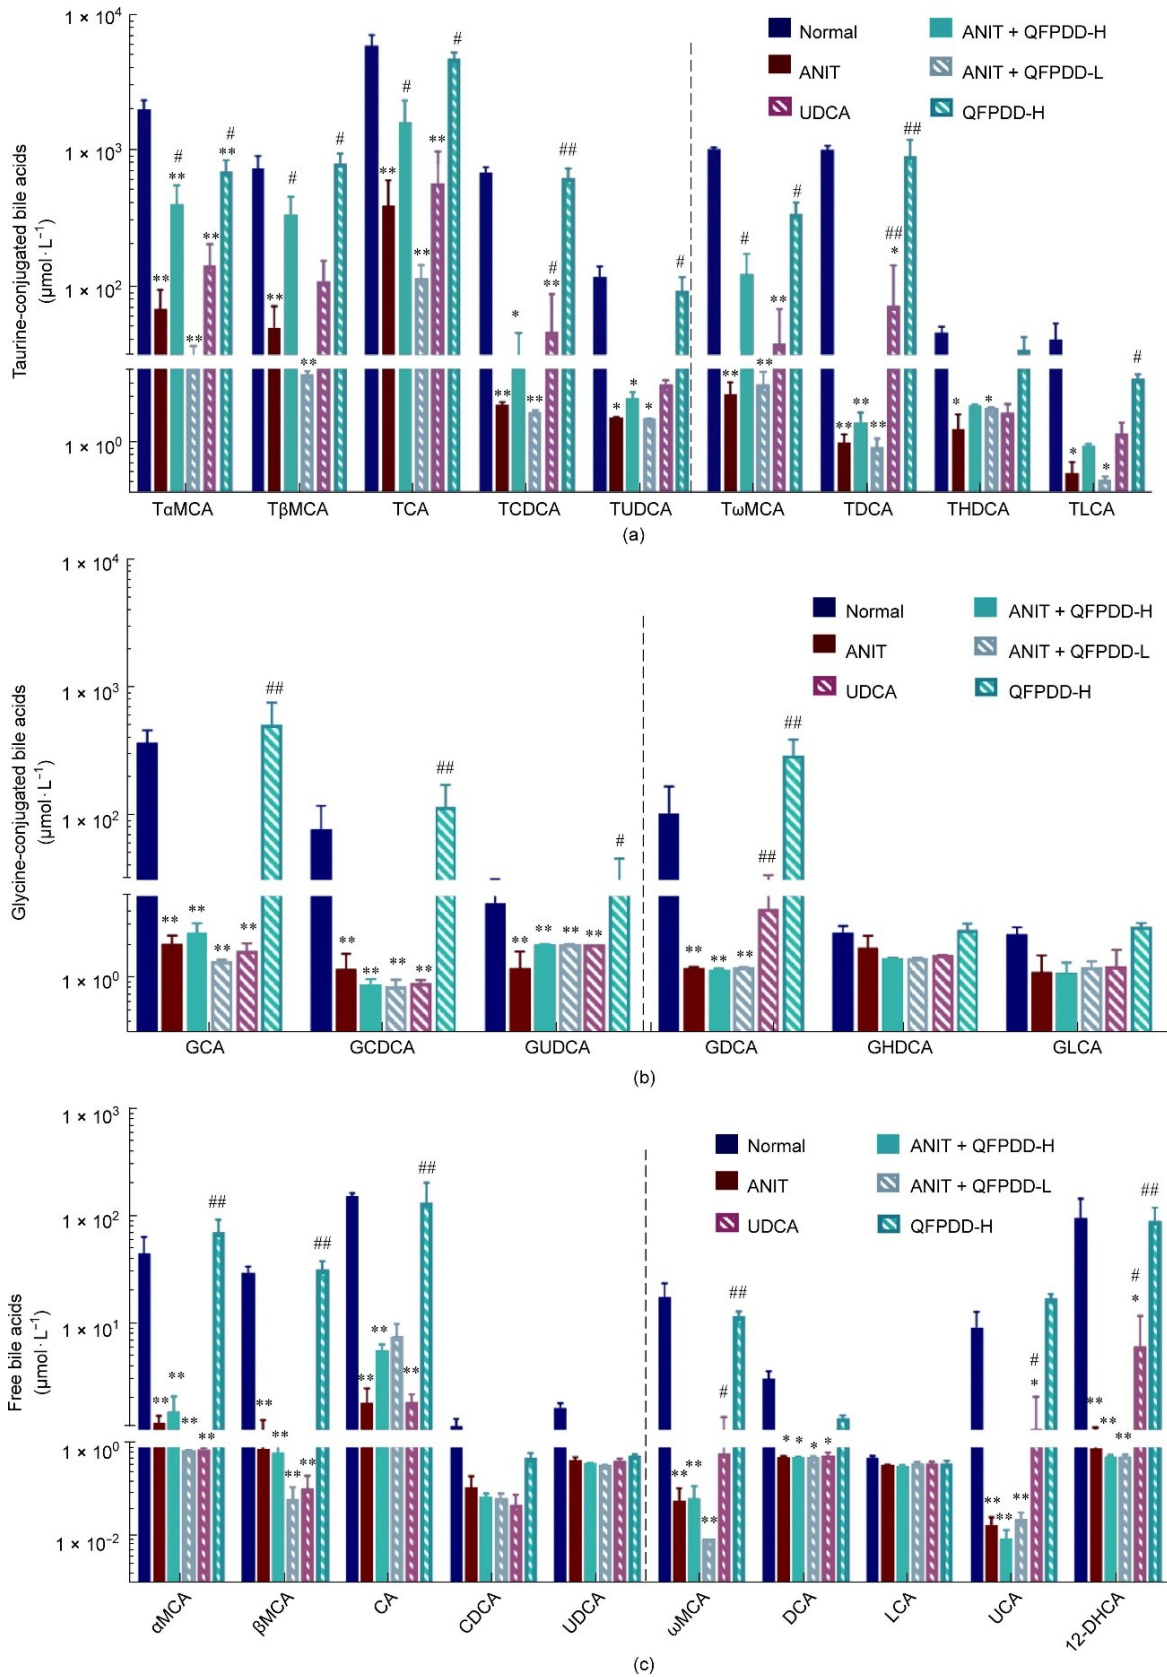 1 × 10⁴
1 × 10³
1 × 10²
1 × 10⁰
Taurine-conjugated bile acids
(μmol · L⁻¹)
Normal
ANIT
UDCA
ANIT + QFPDD-H
ANIT + QFPDD-L
QFPDD-H
** ** # ** ** # **
** # ** #
** # ** ** #
** * ** # ** ##
* * * #
** # ** ** #
** ** ** ## * ##
* *
* * #
TαMCA TβMCA TCA TCDCA TUDCA TωMCA TDCA THDCA TLCA
(a)
1 × 10⁴
1 × 10³
1 × 10²
1 × 10⁰
Glycine-conjugated bile acids
(μmol · L⁻¹)
Normal
ANIT
UDCA
ANIT + QFPDD-H
ANIT + QFPDD-L
QFPDD-H
** ** ** ** ##
** ** ** ** ##
** ** ** ** #
** ** ** ## ##
GCA GCDCA GUDCA GDCA GHDCA GLCA
(b)
1 × 10³
1 × 10²
1 × 10¹
1 × 10⁰
1 × 10⁻²
Free bile acids
(μmol · L⁻¹)
Normal
ANIT
UDCA
ANIT + QFPDD-H
ANIT + QFPDD-L
QFPDD-H
** ** ** ** ##
** ** ** ##
** ** ** ##
** ** ** # ##
* * * *
** ** ** # *
** ** ** # * ##
αMCA βMCA CA CDCA UDCA ωMCA DCA LCA UCA 12-DHCA
(c)